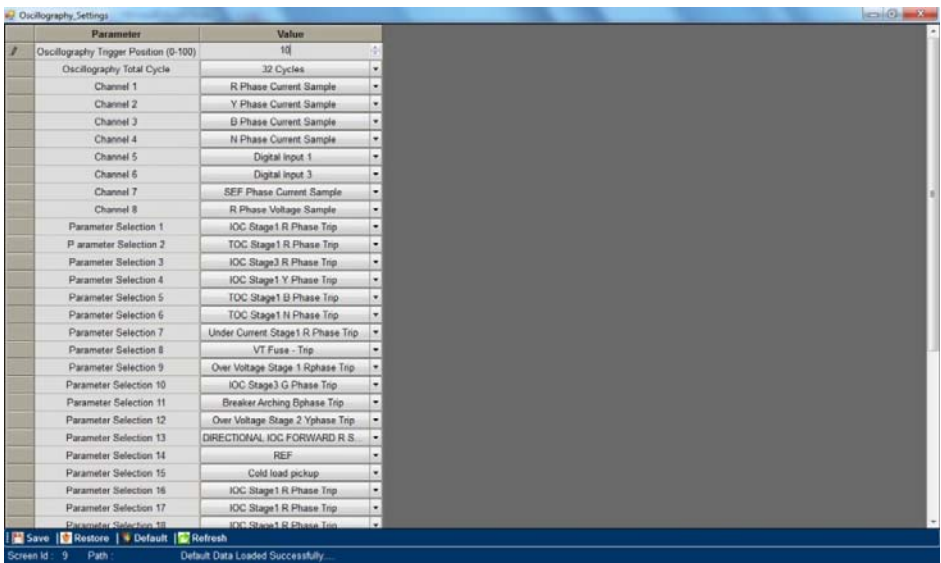 Oscillography_Settings
Parameter Value
Oscillography Trigger Position (0-100) 10
Oscillography Total Cycle 32 Cycles
Channel 1 R Phase Current Sample
Channel 2 Y Phase Current Sample
Channel 3 B Phase Current Sample
Channel 4 N Phase Current Sample
Channel 5 Digital Input 1
Channel 6 Digital Input 3
Channel 7 SEF Phase Current Sample
Channel 8 R Phase Voltage Sample
Parameter Selection 1 IOC Stage1 R Phase Trip
P arameter Selection 2 TOC Stage1 R Phase Trip
Parameter Selection 3 IOC Stage3 R Phase Trip
Parameter Selection 4 IOC Stage1 Y Phase Trip
Parameter Selection 5 TOC Stage1 B Phase Trip
Parameter Selection 6 TOC Stage1 N Phase Trip
Parameter Selection 7 Under Current Stage1 R Phase Trip
Parameter Selection 8 VT Fuse - Trip
Parameter Selection 9 Over Voltage Stage 1 Rphase Trip
Parameter Selection 10 IOC Stage3 G Phase Trip
Parameter Selection 11 Breaker Arching Bphase Trip
Parameter Selection 12 Over Voltage Stage 2 Yphase Trip
Parameter Selection 13 DIRECTIONAL IOC FORWARD R S...
Parameter Selection 14 REF
Parameter Selection 15 Cold load pickup
Parameter Selection 16 IOC Stage1 R Phase Trip
Parameter Selection 17 IOC Stage1 R Phase Trip
Parameter Selection 18 IOC Stage1 R Phase Trip
Save Restore Default Refresh
Screen Id : 9 Path : Default Data Loaded Successfully....